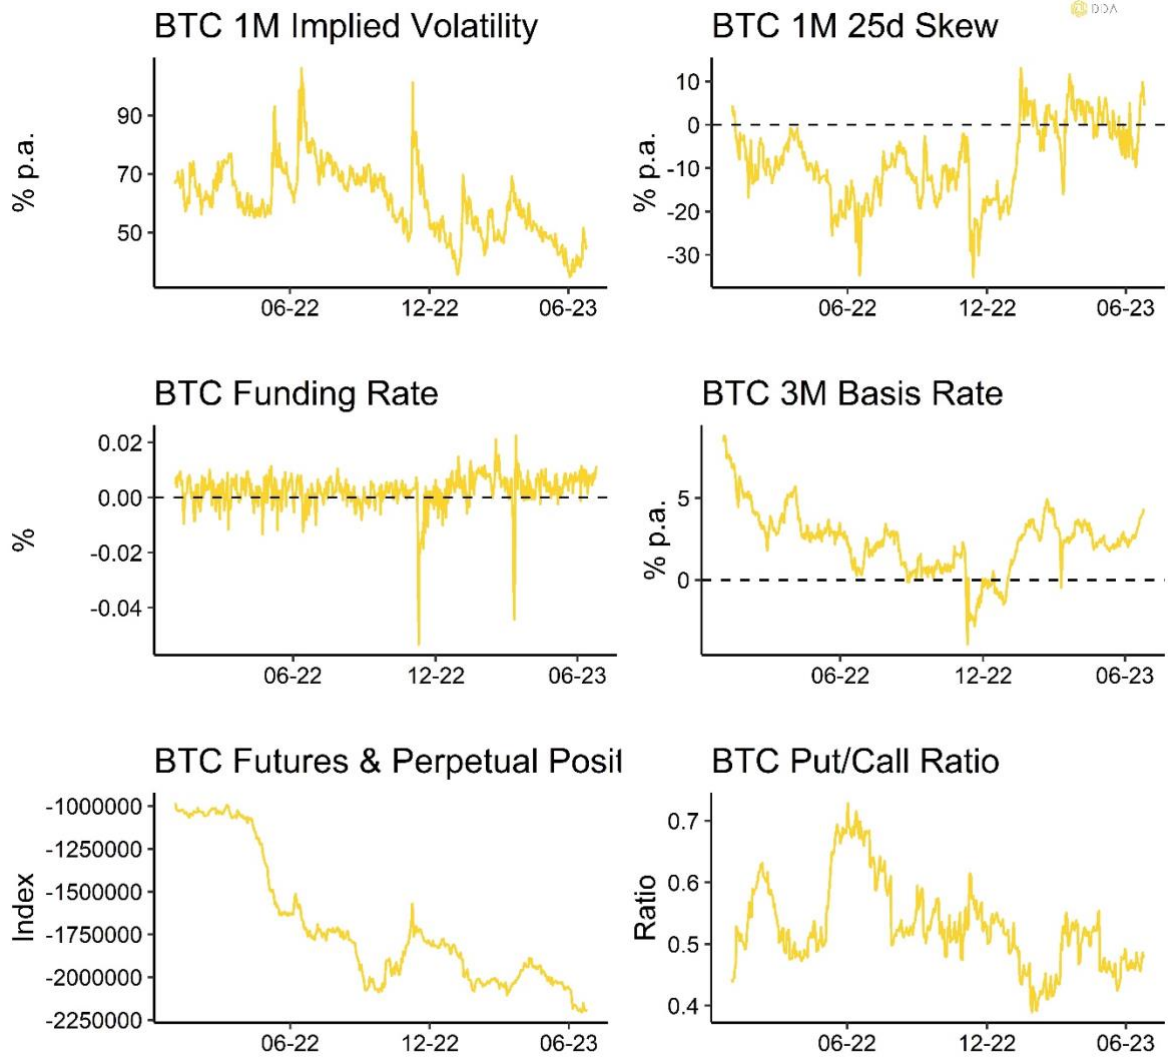 DDA
BTC 1M Implied Volatility
% p.a.
90
70
50
06-22 12-22 06-23
BTC 1M 25d Skew
% p.a.
10
0
-10
-20
-30
06-22 12-22 06-23
BTC Funding Rate
%
0.02
0.00
-0.02
-0.04
06-22 12-22 06-23
BTC 3M Basis Rate
% p.a.
5
0
06-22 12-22 06-23
BTC Futures & Perpetual Posit
Index
-1000000
-1250000
-1500000
-1750000
-2000000
-2250000
06-22 12-22 06-23
BTC Put/Call Ratio
Ratio
0.7
0.6
0.5
0.4
06-22 12-22 06-23